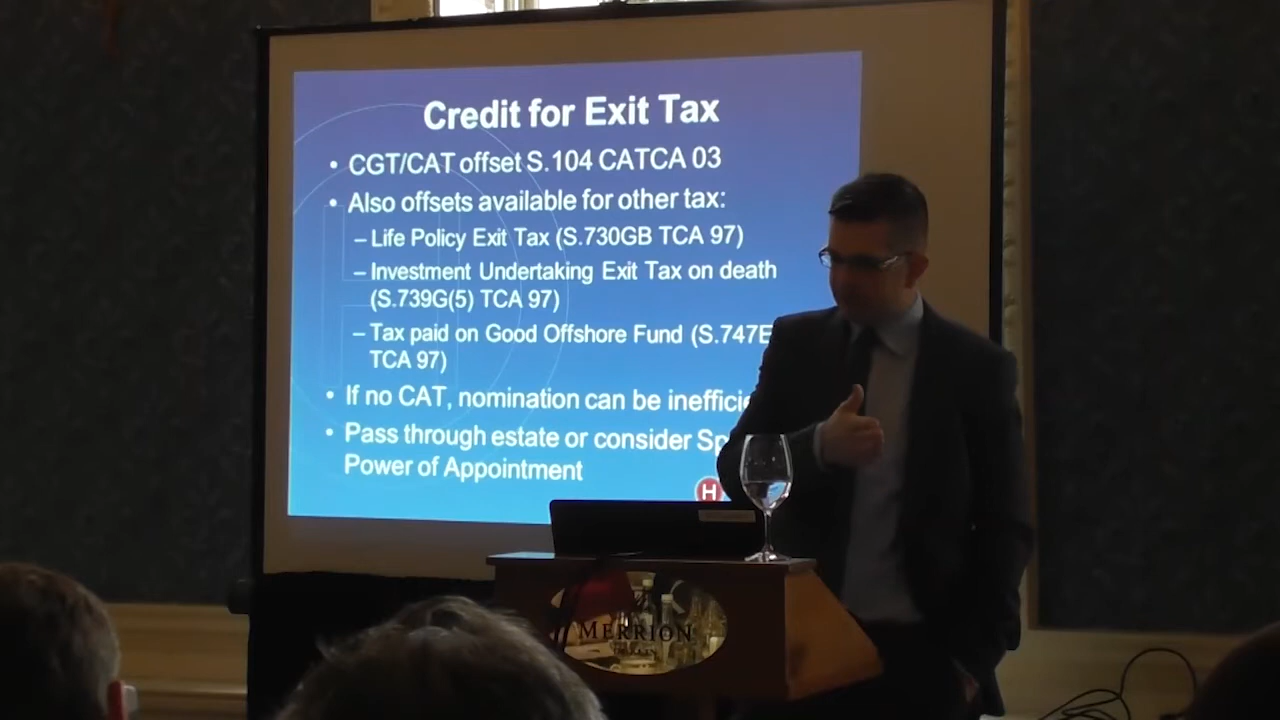 Credit for Exit Tax
• CGT/CAT offset S.104 CATCA 03
• Also offsets available for other tax:
– Life Policy Exit Tax (S.730GB TCA 97)
– Investment Undertaking Exit Tax on death
(S.739G(5) TCA 97)
– Tax paid on Good Offshore Fund (S.747E
TCA 97)
• If no CAT, nomination can be
• Pass through estate or consider
Power of Appointment
H
MERRION